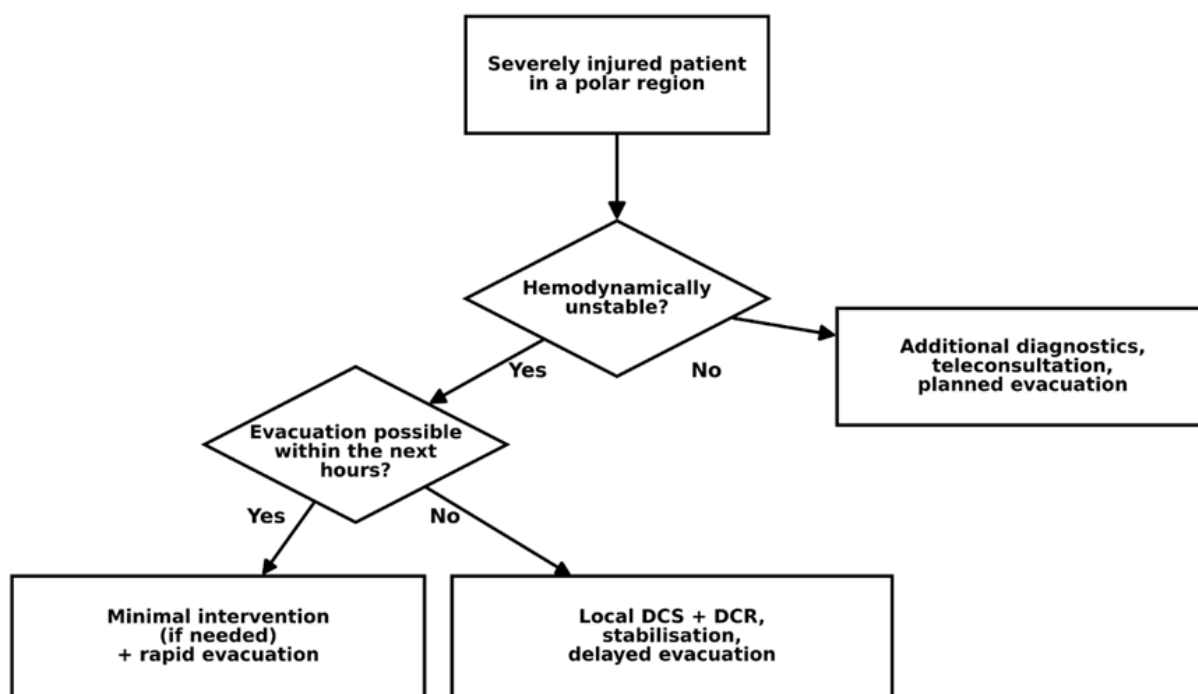 Severely injured patient
in a polar region
Hemodynamically
unstable?
Yes
No
Additional diagnostics,
teleconsultation,
planned evacuation
Evacuation possible
within the next
hours?
Yes
No
Minimal intervention
(if needed)
+ rapid evacuation
Local DCS + DCR,
stabilisation,
delayed evacuation